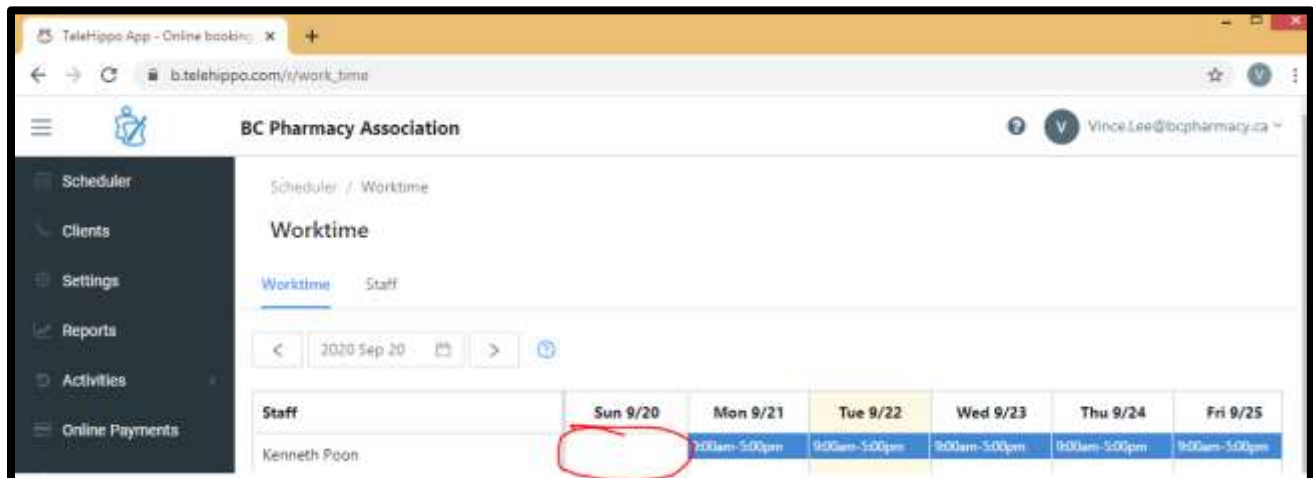 TeleHippo App - Online booking
b.telehippo.com/r/work_time
V
BC Pharmacy Association
V Vince.Lee@bcpharmacy.ca
Scheduler
Scheduler / Worktime
Clients
Worktime
Settings
Worktime Staff
Reports
2020 Sep 20
Activities
Online Payments
Staff Sun 9/20 Mon 9/21 Tue 9/22 Wed 9/23 Thu 9/24 Fri 9/25
Kenneth Poon 9:00am-5:00pm 9:00am-5:00pm 9:00am-5:00pm 9:00am-5:00pm 9:00am-5:00pm